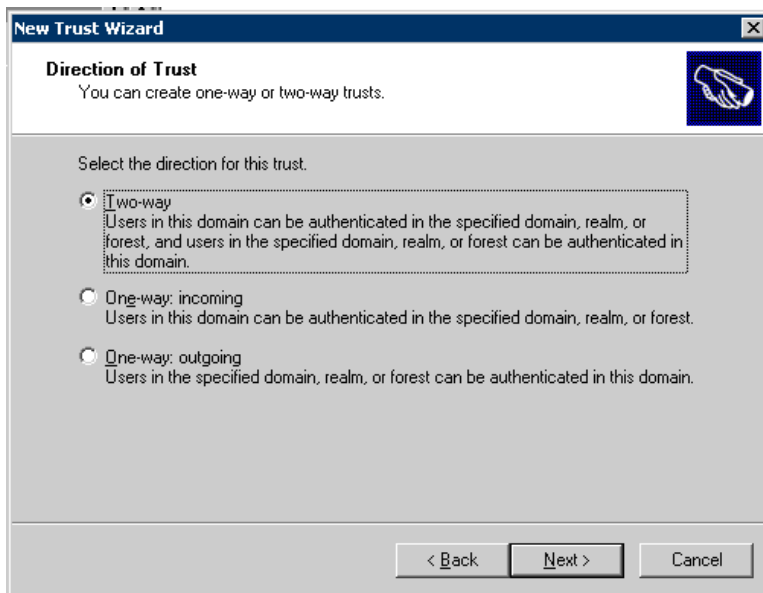 New Trust Wizard
Direction of Trust
You can create one-way or two-way trusts.
Select the direction for this trust.
Two-way
Users in this domain can be authenticated in the specified domain, realm, or
forest, and users in the specified domain, realm, or forest can be authenticated in
this domain.
One-way: incoming
Users in this domain can be authenticated in the specified domain, realm, or forest.
One-way: outgoing
Users in the specified domain, realm, or forest can be authenticated in this domain.
< Back Next > Cancel